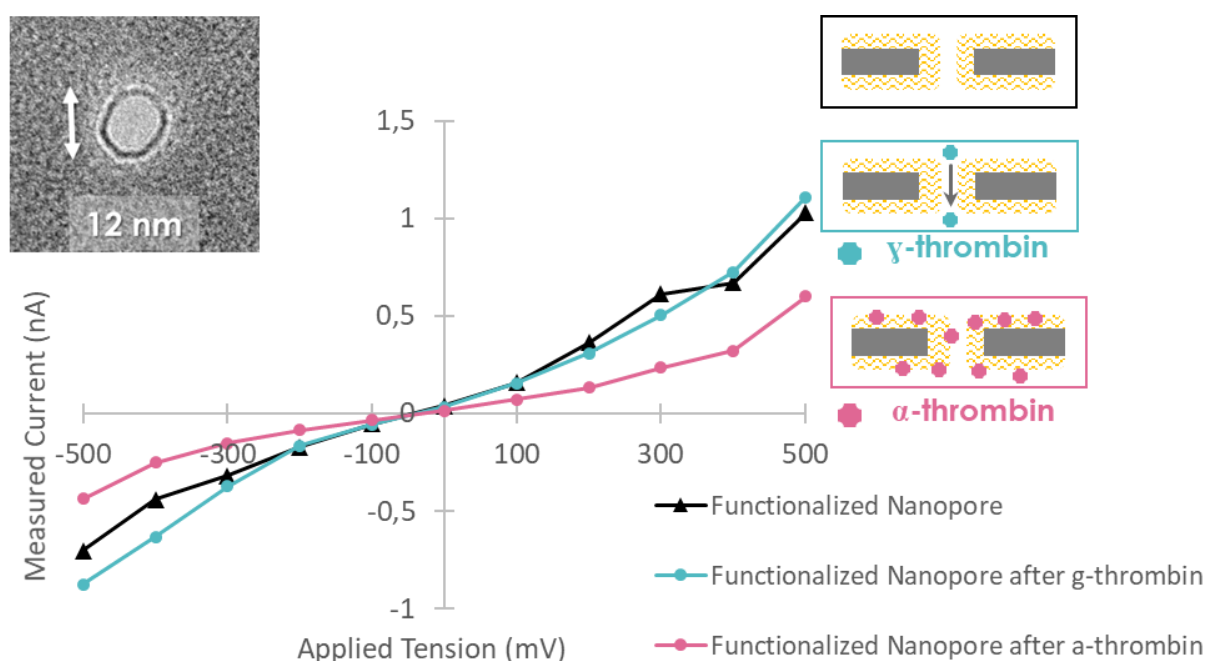 12 nm
1,5
1
0,5
0
-0,5
-1
-500
-300
-100
100
300
500
Measured Current (nA)
Applied Tension (mV)
ɣ-thrombin
α-thrombin
Functionalized Nanopore
Functionalized Nanopore after g-thrombin
Functionalized Nanopore after a-thrombin